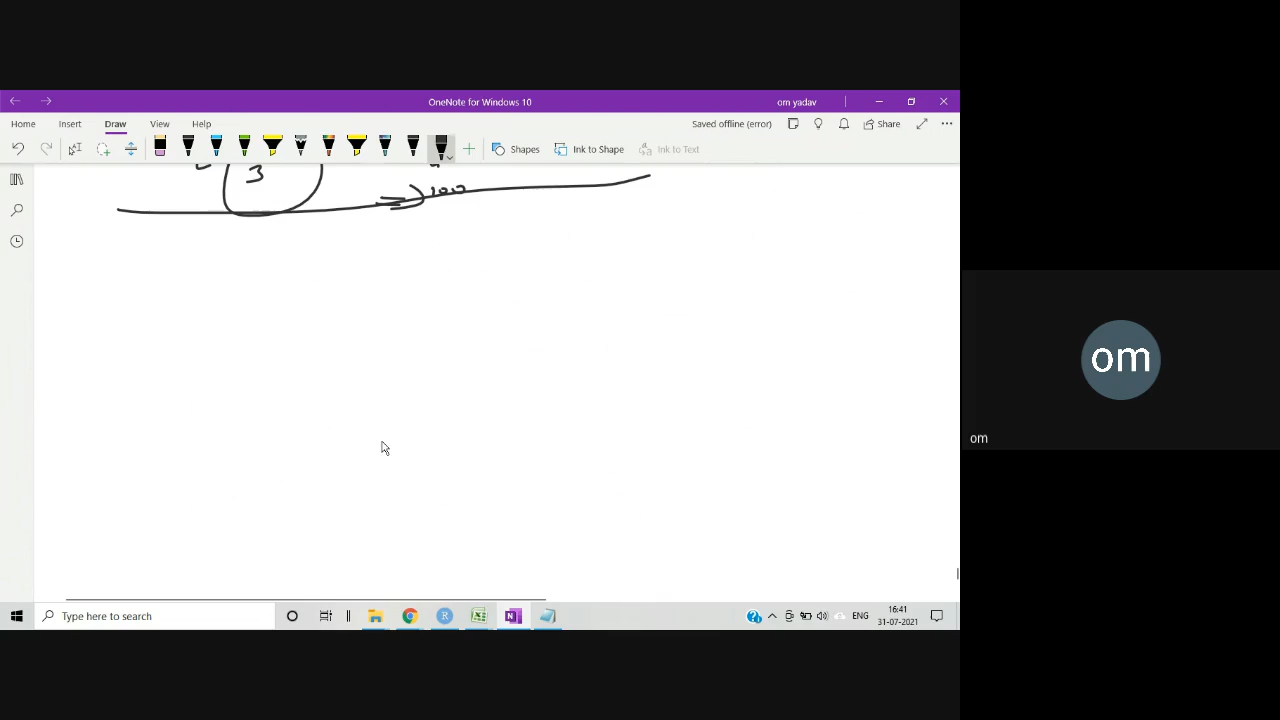 OneNote for Windows 10
om yadav
Home Insert Draw View Help
Saved offline (error)
Share
Shapes
Ink to Shape
Ink to Text
3
100
om
om
Type here to search
ENG
16:41
31-07-2021